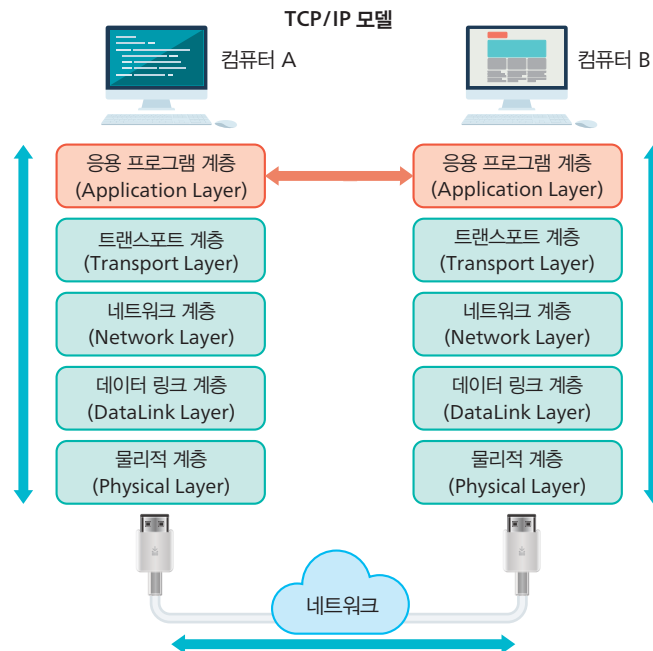 TCP/IP 모델
컴퓨터 A
컴퓨터 B
응용 프로그램 계층
(Application Layer)
응용 프로그램 계층
(Application Layer)
트랜스포트 계층
(Transport Layer)
트랜스포트 계층
(Transport Layer)
네트워크 계층
(Network Layer)
네트워크 계층
(Network Layer)
데이터 링크 계층
(DataLink Layer)
데이터 링크 계층
(DataLink Layer)
물리적 계층
(Physical Layer)
물리적 계층
(Physical Layer)
네트워크